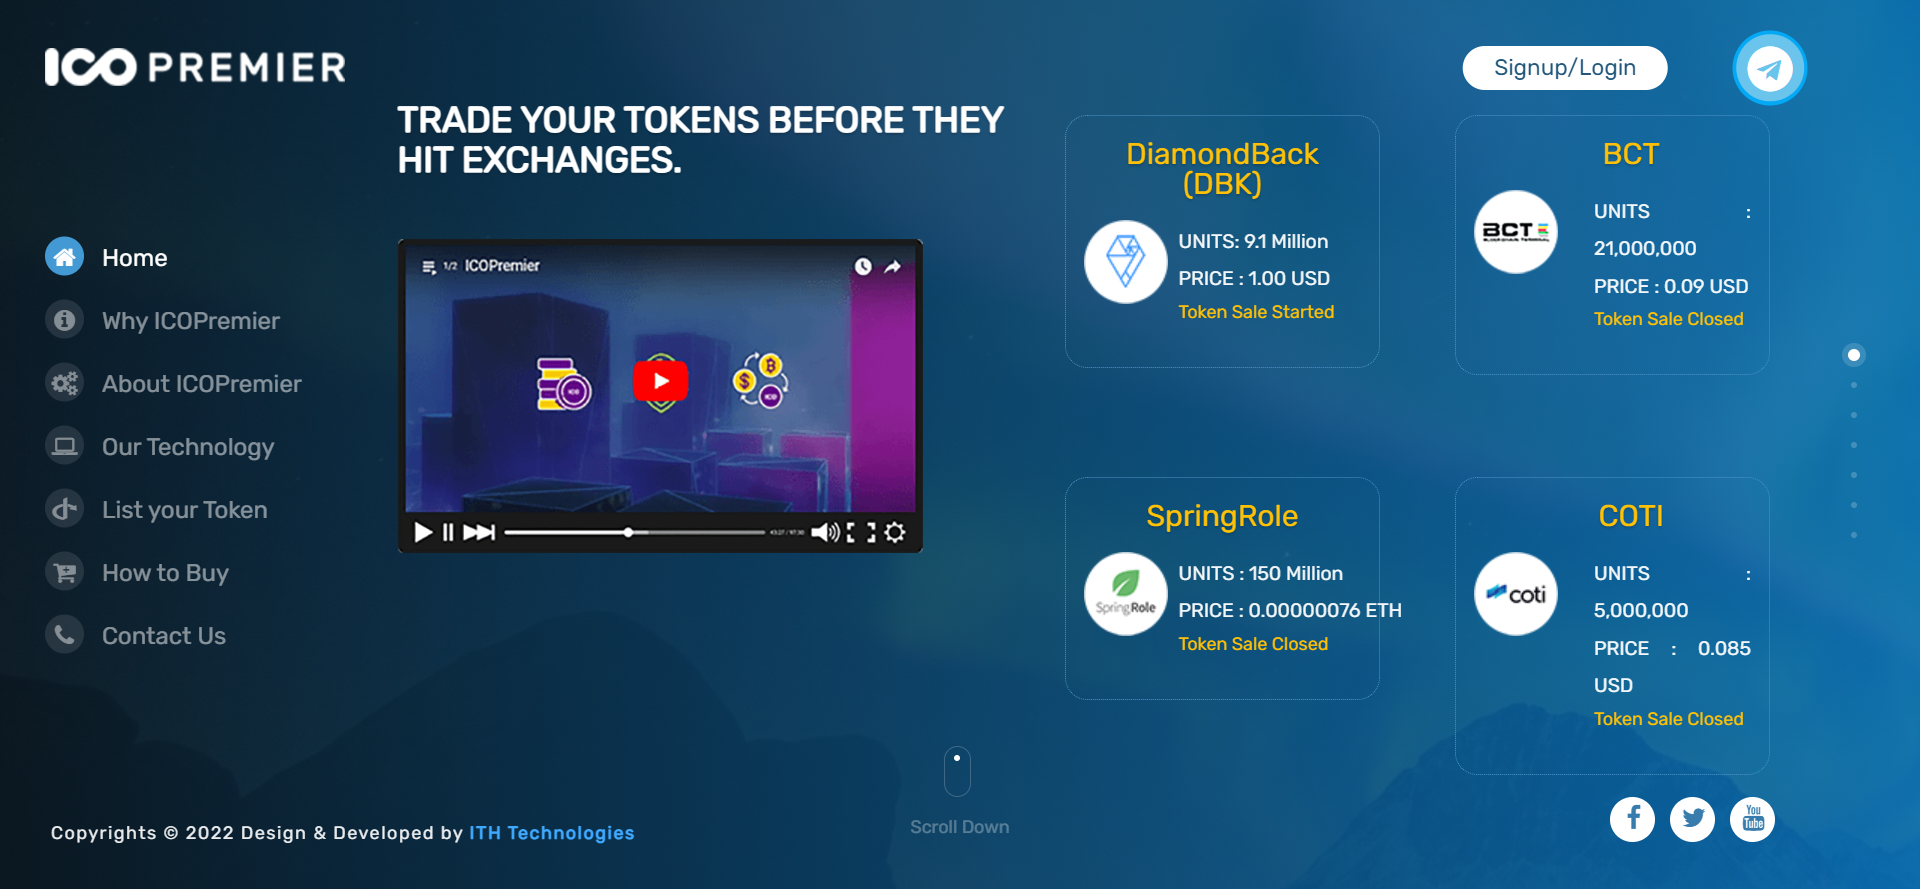 ICO PREMIER
Signup/Login
TRADE YOUR TOKENS BEFORE THEY
HIT EXCHANGES.
Home
Why ICOPremier
About ICOPremier
Our Technology
List your Token
How to Buy
Contact Us
1/2 ICOPremier
DiamondBack
(DBK)
UNITS: 9.1 Million
PRICE : 1.00 USD
Token Sale Started
BCT
BCT
BLOCKCHAIN TERMINAL
UNITS :
21,000,000
PRICE : 0.09 USD
Token Sale Closed
SpringRole
SpringRole
UNITS : 150 Million
PRICE : 0.00000076 ETH
Token Sale Closed
COTI
coti
UNITS :
5,000,000
PRICE : 0.085
USD
Token Sale Closed
Scroll Down
Copyrights © 2022 Design & Developed by ITH Technologies
You
Tube